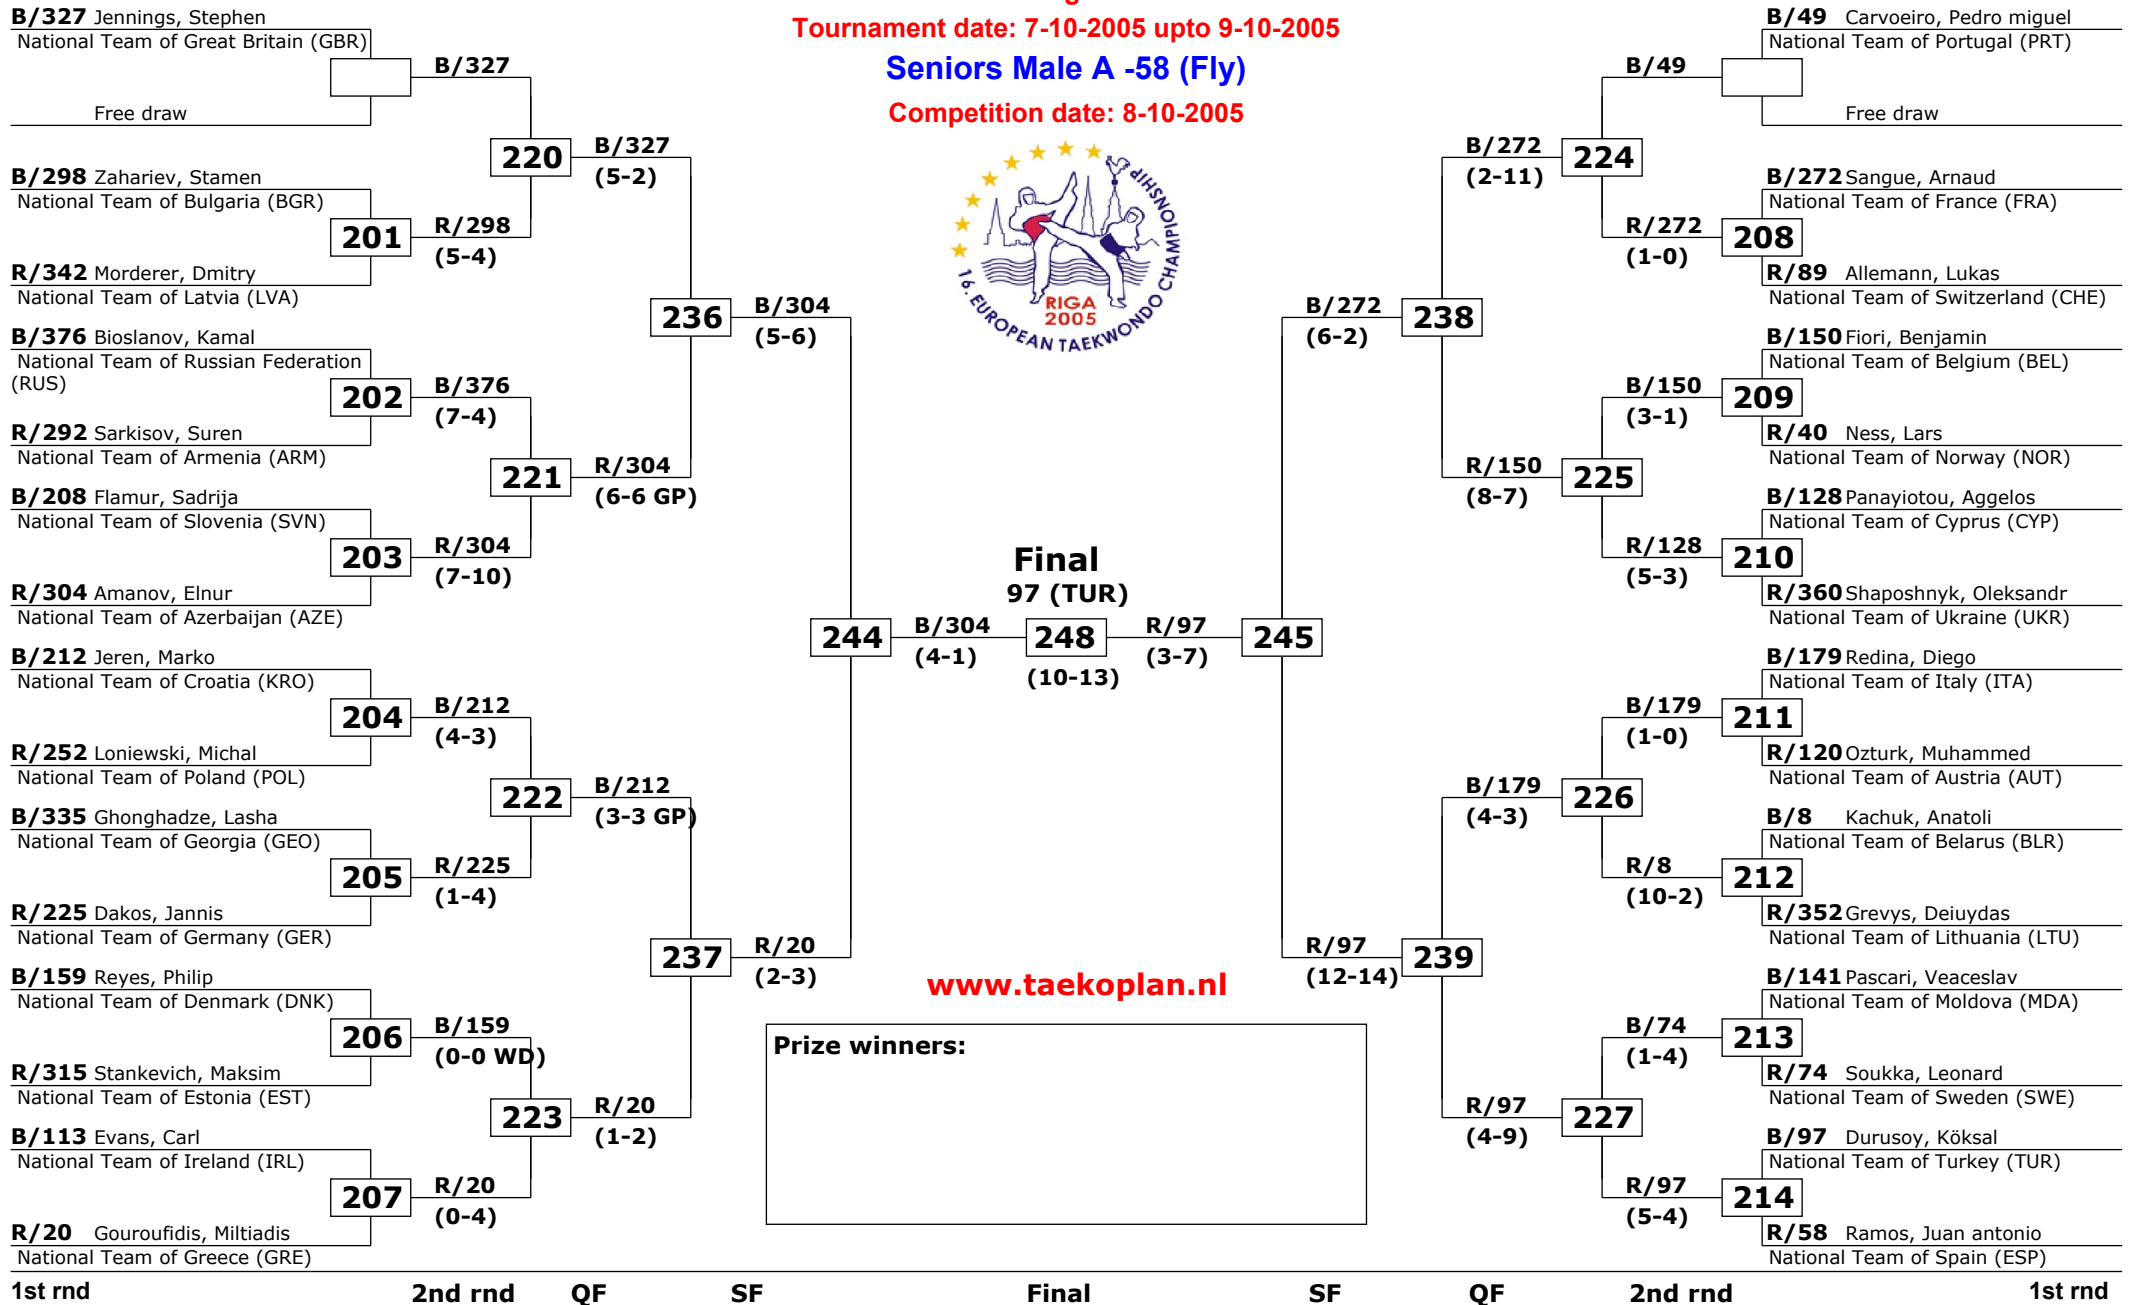 Tournament date: 7-10-2005 upto 9-10-2005
Seniors Male A -58 (Fly)
Competition date: 8-10-2005
16. EUROPEAN TAEKWONDO CHAMPIONSHIP
RIGA
2005
B/327 Jennings, Stephen
National Team of Great Britain (GBR)
Free draw
B/298 Zahariev, Stamen
National Team of Bulgaria (BGR)
201
R/342 Morderer, Dmitry
National Team of Latvia (LVA)
B/376 Bioslanov, Kamal
National Team of Russian Federation
(RUS)
202
R/292 Sarkisov, Suren
National Team of Armenia (ARM)
B/208 Flamur, Sadrija
National Team of Slovenia (SVN)
203
R/304 Amanov, Elnur
National Team of Azerbaijan (AZE)
B/212 Jeren, Marko
National Team of Croatia (KRO)
204
R/252 Loniewski, Michal
National Team of Poland (POL)
B/335 Ghonghadze, Lasha
National Team of Georgia (GEO)
205
R/225 Dakos, Jannis
National Team of Germany (GER)
B/159 Reyes, Philip
National Team of Denmark (DNK)
206
R/315 Stankevich, Maksim
National Team of Estonia (EST)
B/113 Evans, Carl
National Team of Ireland (IRL)
207
R/20 Gouroufidis, Miltiadis
National Team of Greece (GRE)
B/327
220
R/298
(5-4)
B/376
(7-4)
221
R/304
(7-10)
B/212
(4-3)
222
R/225
(1-4)
B/159
(0-0 WD)
223
R/20
(0-4)
B/327
(5-2)
236
R/304
(6-6 GP)
B/212
(3-3 GP)
237
R/20
(1-2)
B/304
(5-6)
244
R/20
(2-3)
B/304
(4-1)
Final
97 (TUR)
248
(10-13)
R/97
(3-7)
B/272
(6-2)
245
R/97
(12-14)
B/272
(2-11)
238
R/150
(8-7)
B/179
(4-3)
239
R/97
(4-9)
B/49
224
R/272
(1-0)
B/150
(3-1)
225
R/128
(5-3)
B/179
(1-0)
226
R/8
(10-2)
B/74
(1-4)
227
R/97
(5-4)
B/49 Carvoeiro, Pedro miguel
National Team of Portugal (PRT)
Free draw
B/272 Sangue, Arnaud
National Team of France (FRA)
208
R/89 Allemann, Lukas
National Team of Switzerland (CHE)
B/150 Fiori, Benjamin
National Team of Belgium (BEL)
209
R/40 Ness, Lars
National Team of Norway (NOR)
B/128 Panayiotou, Aggelos
National Team of Cyprus (CYP)
210
R/360 Shaposhnyk, Oleksandr
National Team of Ukraine (UKR)
B/179 Redina, Diego
National Team of Italy (ITA)
211
R/120 Ozturk, Muhammed
National Team of Austria (AUT)
B/8 Kachuk, Anatoli
National Team of Belarus (BLR)
212
R/352 Grevys, Deiuydas
National Team of Lithuania (LTU)
B/141 Pascari, Veaceslav
National Team of Moldova (MDA)
213
R/74 Soukka, Leonard
National Team of Sweden (SWE)
B/97 Durusoy, Köksal
National Team of Turkey (TUR)
214
R/58 Ramos, Juan antonio
National Team of Spain (ESP)
www.taekoplan.nl
Prize winners:
1st rnd 2nd rnd QF SF Final SF QF 2nd rnd 1st rnd